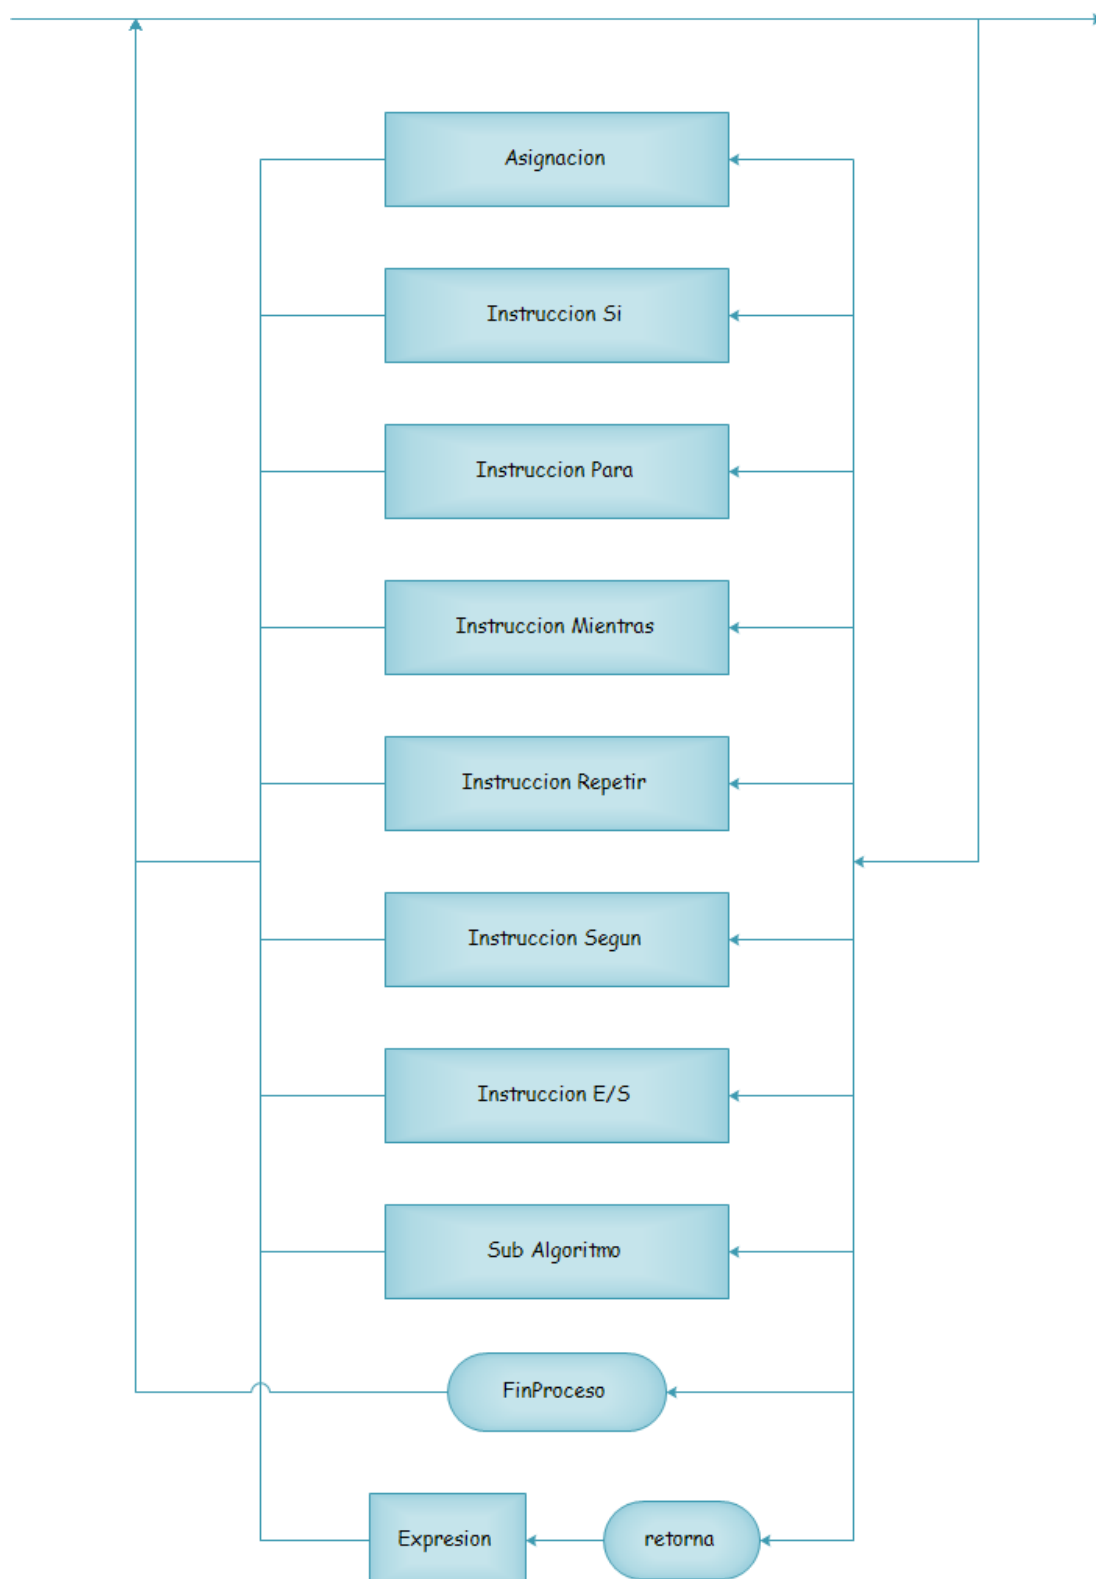 Asignacion
Instruccion Si
Instruccion Para
Instruccion Mientras
Instruccion Repetir
Instruccion Segun
Instruccion E/S
Sub Algoritmo
FinProceso
Expresion retorna